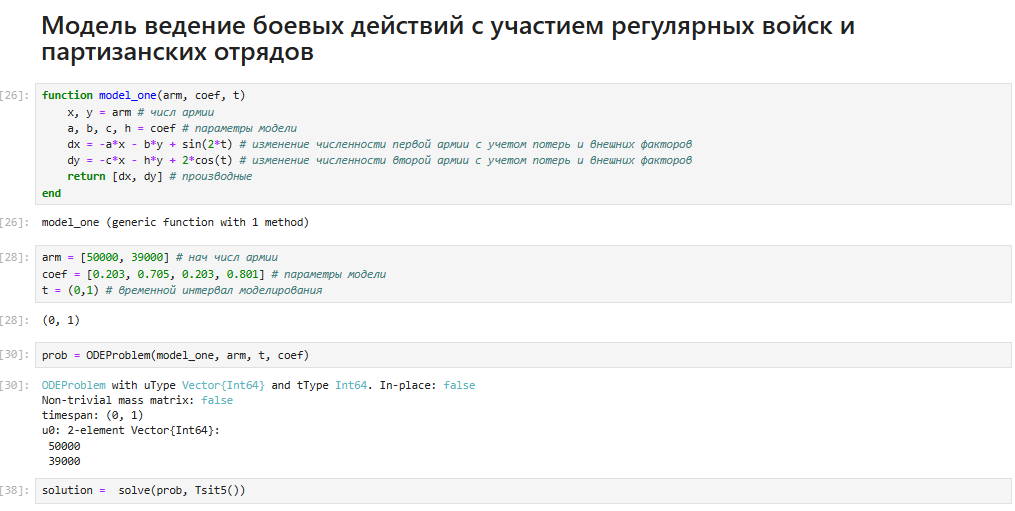 Модель ведение боевых действий с участием регулярных войск и
партизанских отрядов
[26]: function model_one(arm, coef, t)
    x, y = arm # числ армии
    a, b, c, h = coef # параметры модели
    dx = -a*x - b*y + sin(2*t) # изменение численности первой армии с учетом потерь и внешних факторов
    dy = -c*x - h*y + 2*cos(t) # изменение численности второй армии с учетом потерь и внешних факторов
    return [dx, dy] # производные
end
[26]: model_one (generic function with 1 method)
[28]: arm = [50000, 39000] # нач числ армии
coef = [0.203, 0.705, 0.203, 0.801] # параметры модели
t = (0,1) # временной интервал моделирования
[28]: (0, 1)
[30]: prob = ODEProblem(model_one, arm, t, coef)
[30]: ODEProblem with uType Vector{Int64} and tType Int64. In-place: false
Non-trivial mass matrix: false
timespan: (0, 1)
u0: 2-element Vector{Int64}:
 50000
 39000
[38]: solution =  solve(prob, Tsit5())